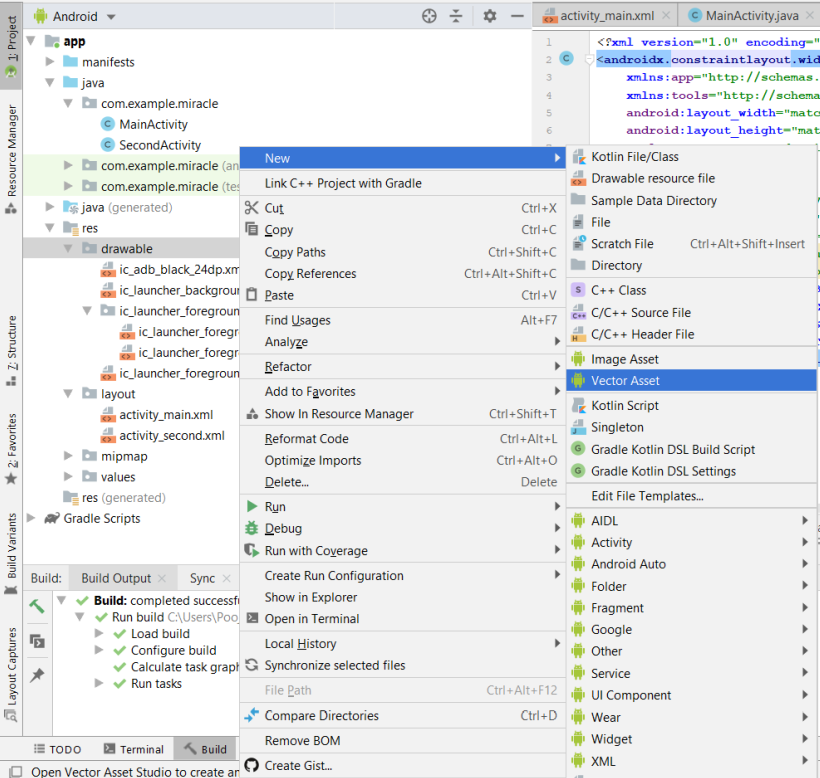 Android
activity_main.xml
MainActivity.java
1: Project
Resource Manager
7: Structure
2: Favorites
Build Variants
Layout Captures
app
manifests
java
com.example.miracle
MainActivity
SecondActivity
com.example.miracle (an
com.example.miracle (tes
java (generated)
res
drawable
ic_adb_black_24dp.xm
ic_launcher_backgroun
ic_launcher_foregroun
ic_launcher_foregr
ic_launcher_foregr
ic_launcher_foregroun
layout
activity_main.xml
activity_second.xml
mipmap
values
res (generated)
Gradle Scripts
1 <?xml version="1.0" encoding="
2 <androidx.constraintlayout.wid
3 xmlns:app="http://schemas.
4 xmlns:tools="http://schema
5 android:layout_width="matc
6 android:layout_height="mat
New
Link C++ Project with Gradle
Cut Ctrl+X
Copy Ctrl+C
Copy Paths Ctrl+Shift+C
Copy References Ctrl+Alt+Shift+C
Paste Ctrl+V
Find Usages Alt+F7
Analyze
Refactor
Add to Favorites
Show In Resource Manager Ctrl+Shift+T
Reformat Code Ctrl+Alt+L
Optimize Imports Ctrl+Alt+O
Delete... Delete
Run
Debug
Run with Coverage
Create Run Configuration
Show in Explorer
Open in Terminal
Local History
Synchronize selected files
File Path Ctrl+Alt+F12
Compare Directories Ctrl+D
Remove BOM
Create Gist...
Kotlin File/Class
Drawable resource file
Sample Data Directory
File
Scratch File Ctrl+Alt+Shift+Insert
Directory
C++ Class
C/C++ Source File
C/C++ Header File
Image Asset
Vector Asset
Kotlin Script
Singleton
Gradle Kotlin DSL Build Script
Gradle Kotlin DSL Settings
Edit File Templates...
AIDL
Activity
Android Auto
Folder
Fragment
Google
Other
Service
UI Component
Wear
Widget
XML
Build: Build Output Sync
Build: completed successf
Run build C:\Users\Poo
Load build
Configure build
Calculate task graph
Run tasks
TODO Terminal Build
Open Vector Asset Studio to create an